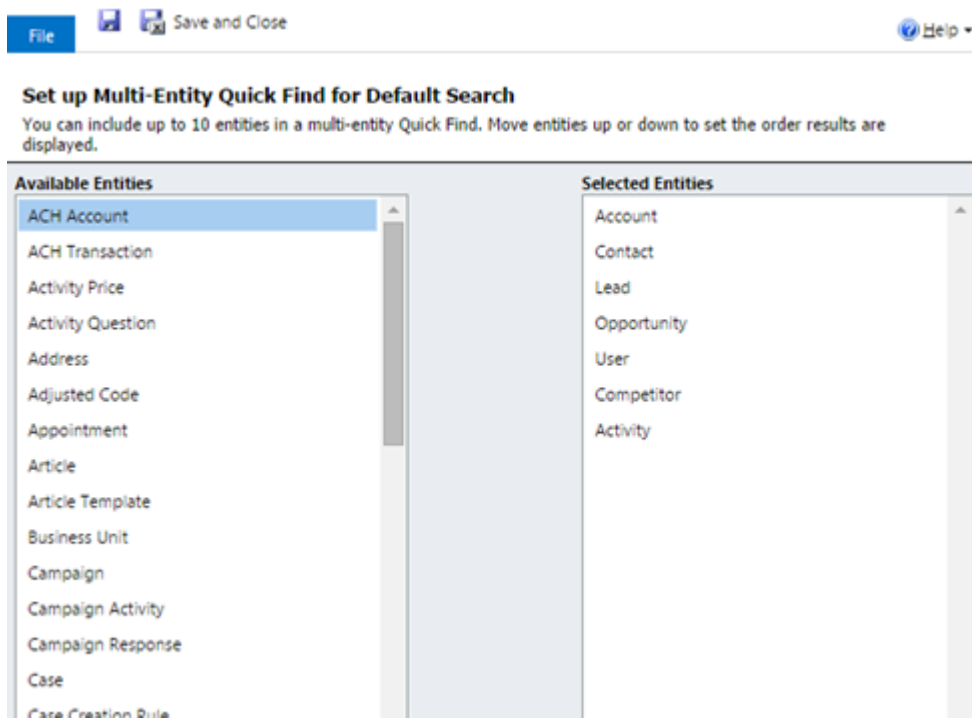 File
Save and Close
Help
Set up Multi-Entity Quick Find for Default Search
You can include up to 10 entities in a multi-entity Quick Find. Move entities up or down to set the order results are
displayed.
Available Entities
ACH Account
ACH Transaction
Activity Price
Activity Question
Address
Adjusted Code
Appointment
Article
Article Template
Business Unit
Campaign
Campaign Activity
Campaign Response
Case
Case Creation Rule
Selected Entities
Account
Contact
Lead
Opportunity
User
Competitor
Activity